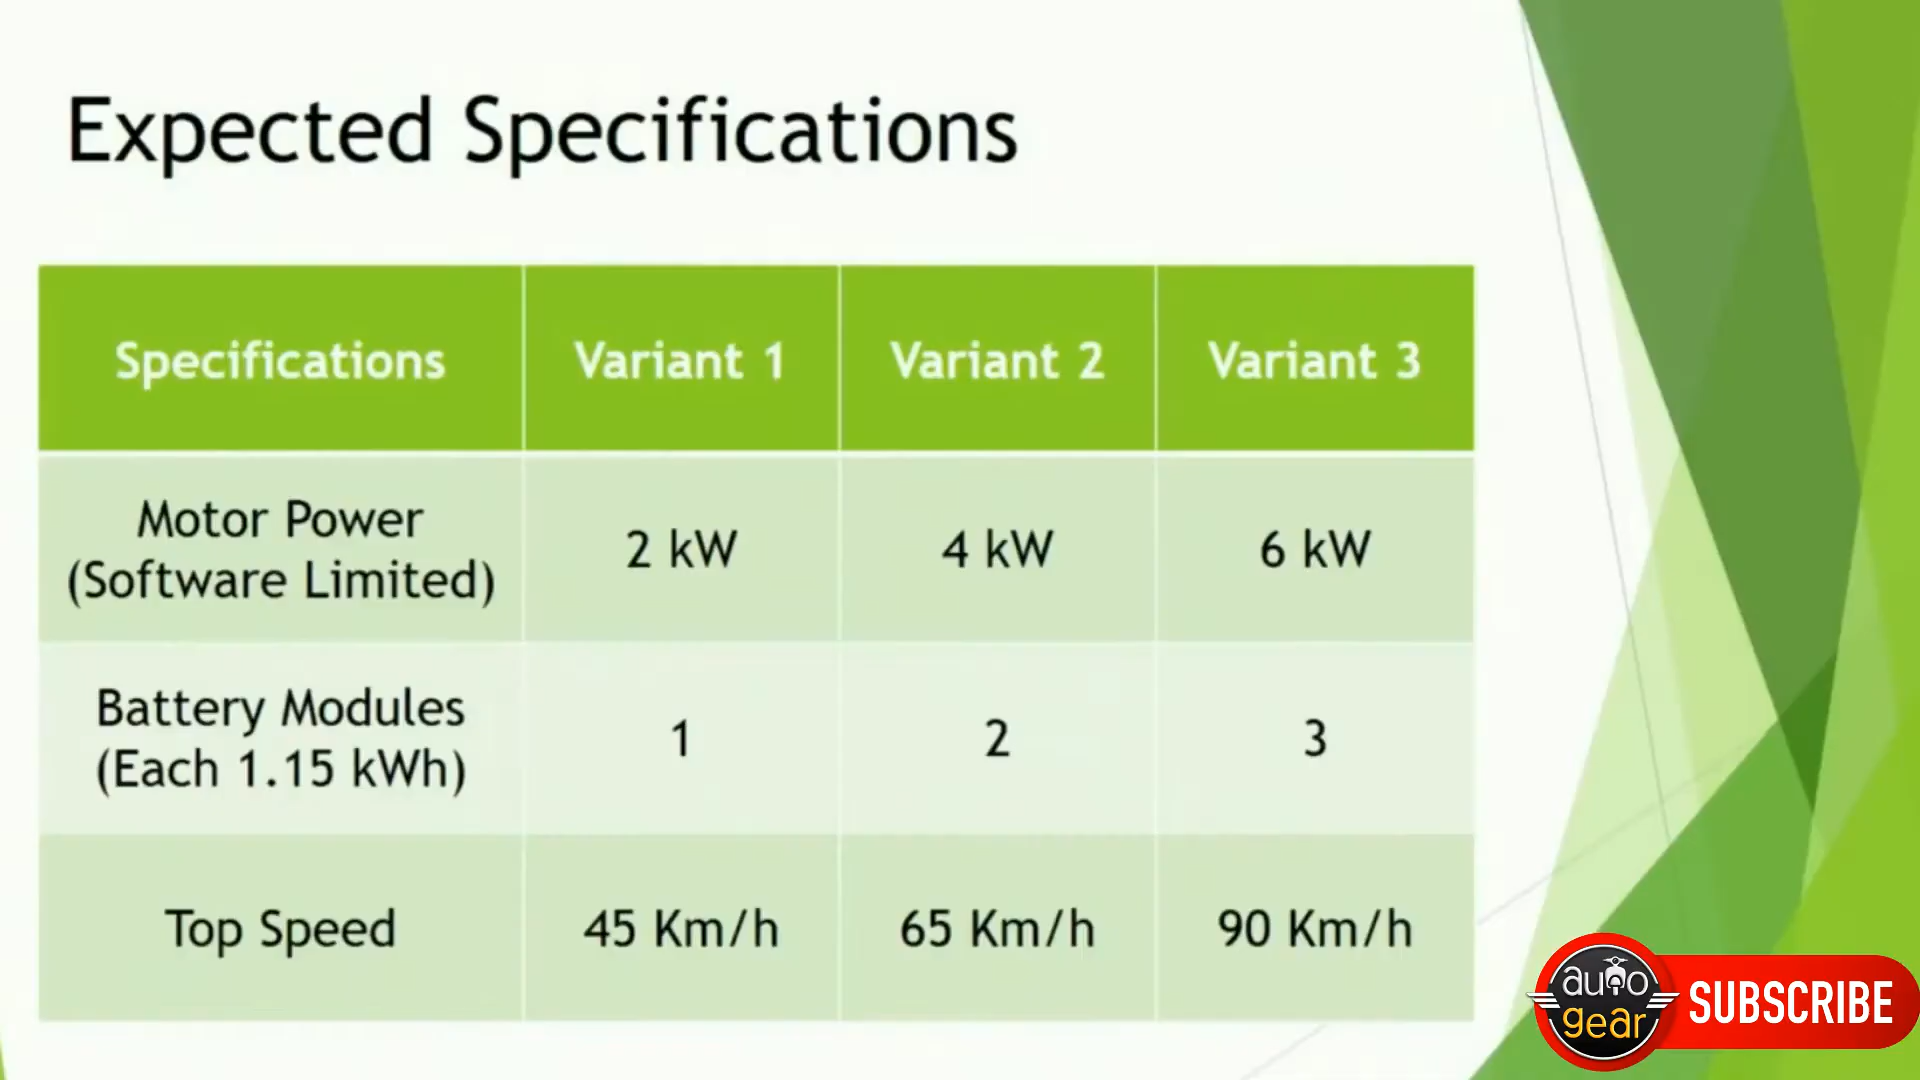 Expected Specifications
Specifications Variant 1 Variant 2 Variant 3
Motor Power
(Software Limited) 2 kW 4 kW 6 kW
Battery Modules
(Each 1.15 kWh) 1 2 3
Top Speed 45 Km/h 65 Km/h 90 Km/h
auto
gear
SUBSCRIBE